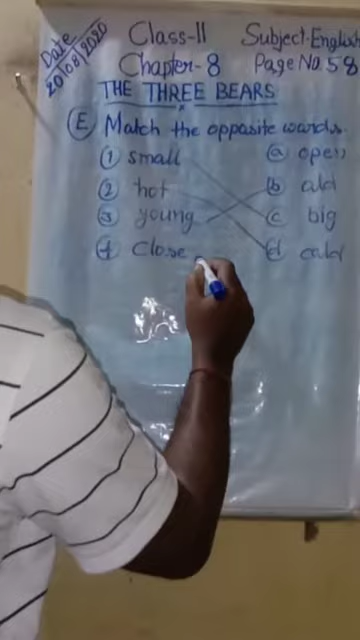 Date
20/08/2020
Class-II Subject-English
Chapter-8 Page No.58
THE THREE BEARS
(E) Match the opposite words.
(1) small (a) open
(2) hot (b) old
(3) young (c) big
(4) Close (d) cold